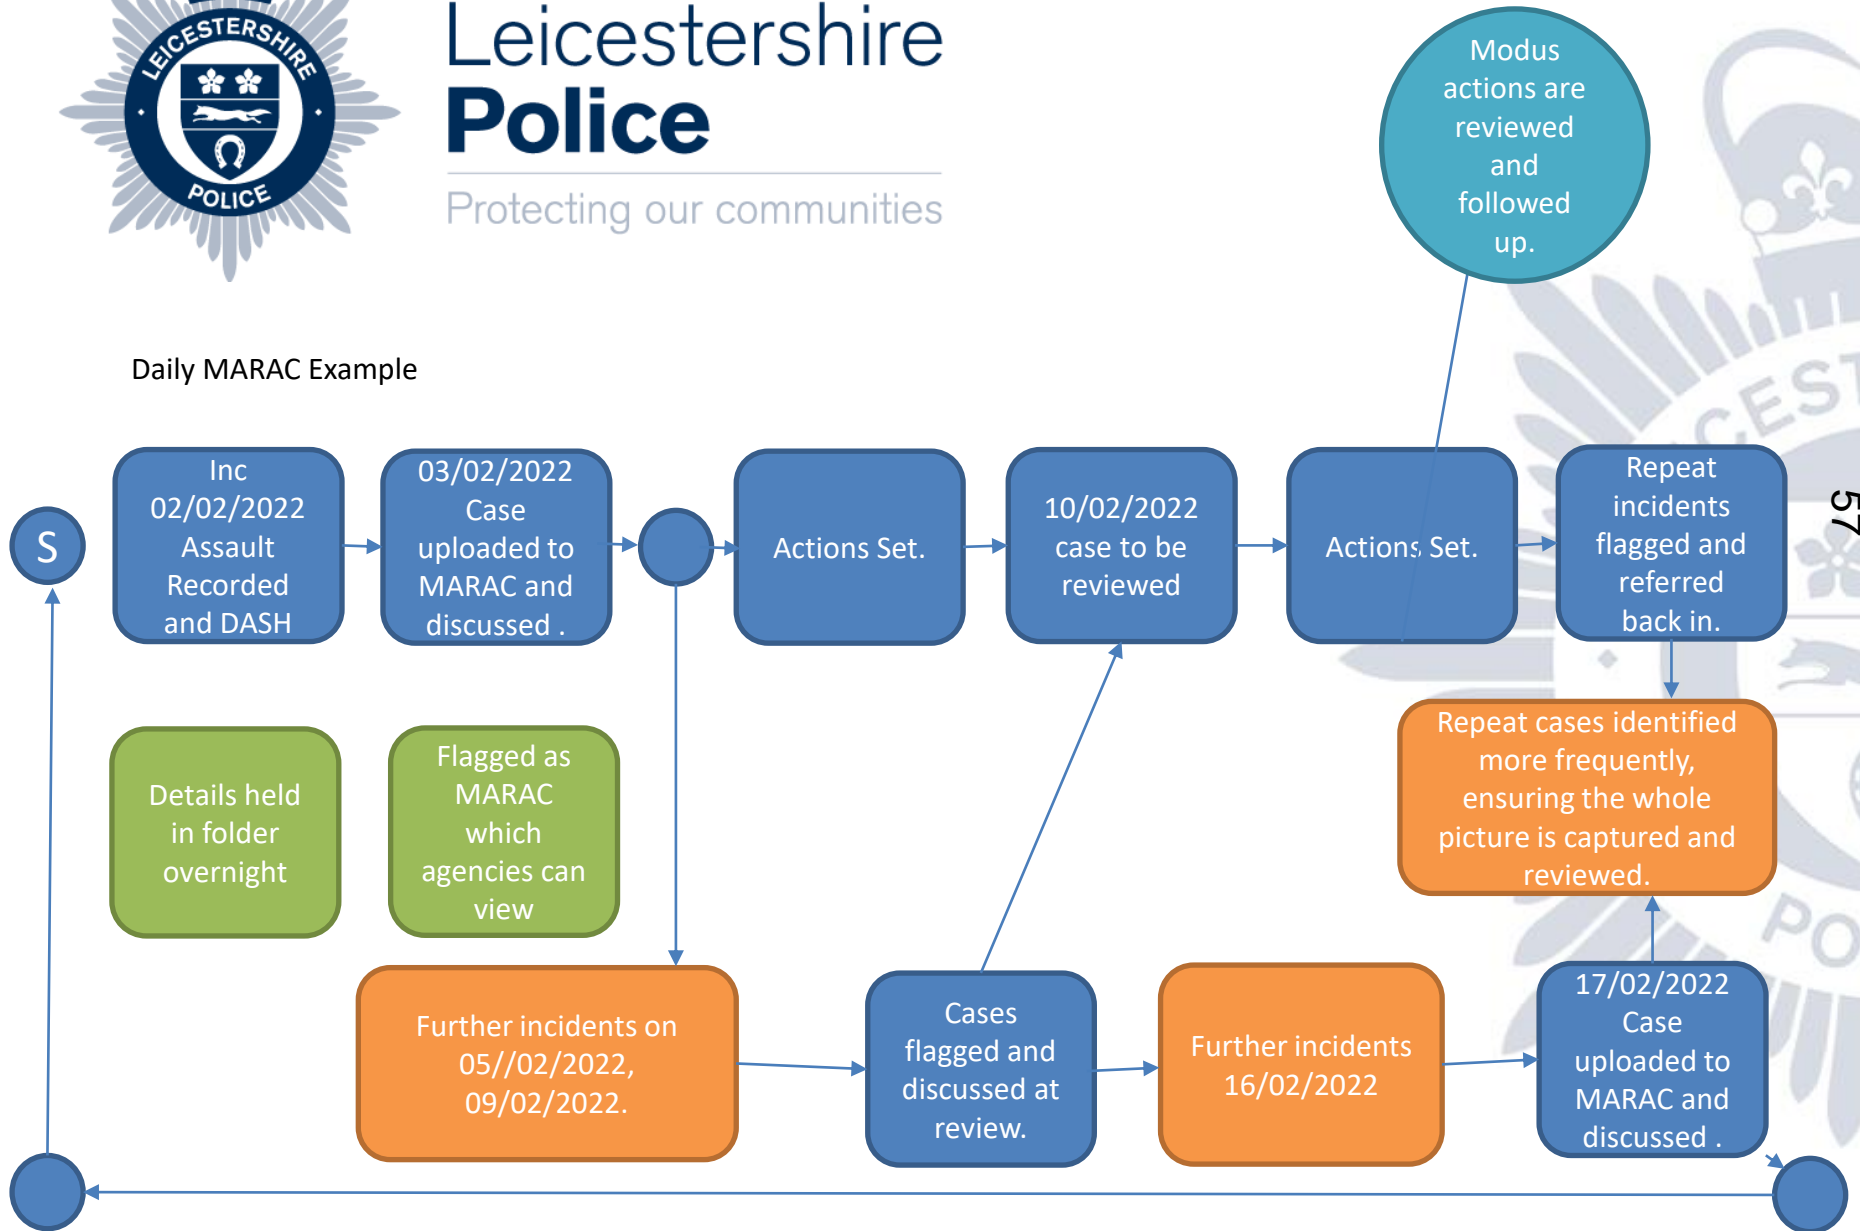 LEICESTERSHIRE
POLICE
Leicestershire
Police
Protecting our communities
Modus
actions are
reviewed
and
followed
up.
Daily MARAC Example
S
Inc
02/02/2022
Assault
Recorded
and DASH
03/02/2022
Case
uploaded to
MARAC and
discussed .
Actions Set.
10/02/2022
case to be
reviewed
Actions Set.
Repeat
incidents
flagged and
referred
back in.
57
Details held
in folder
overnight
Flagged as
MARAC
which
agencies can
view
Repeat cases identified
more frequently,
ensuring the whole
picture is captured and
reviewed.
Further incidents on
05//02/2022,
09/02/2022.
Cases
flagged and
discussed at
review.
Further incidents
16/02/2022
17/02/2022
Case
uploaded to
MARAC and
discussed .
CEST
PO